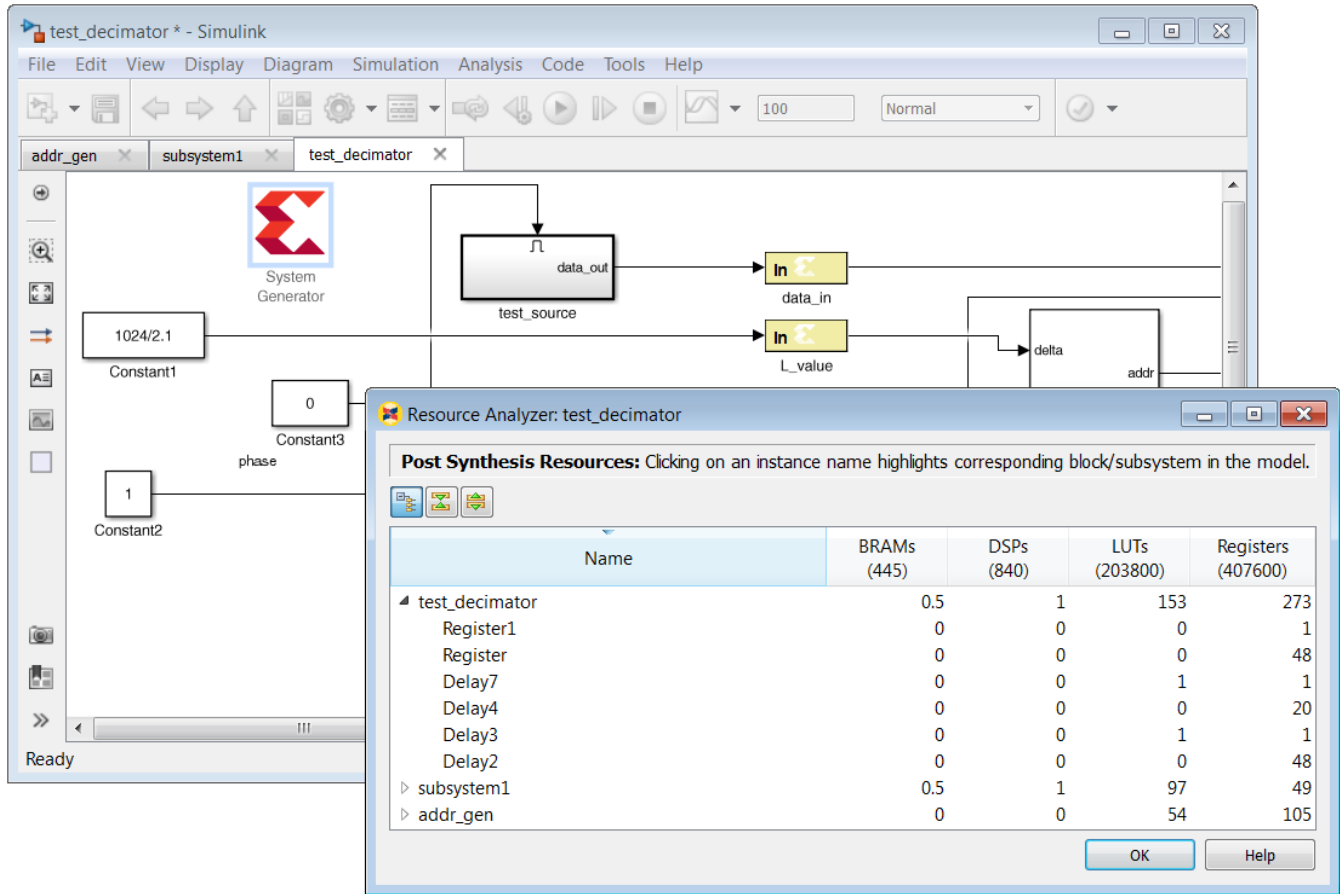 test_decimator * - Simulink
File Edit View Display Diagram Simulation Analysis Code Tools Help
100 Normal
addr_gen subsystem1 test_decimator
System
Generator
data_out
test_source
In
data_in
1024/2.1
Constant1
In
L_value
delta
addr
0
Constant3
phase
1
Constant2
Ready
Resource Analyzer: test_decimator
Post Synthesis Resources: Clicking on an instance name highlights corresponding block/subsystem in the model.
Name BRAMs (445) DSPs (840) LUTs (203800) Registers (407600)
test_decimator 0.5 1 153 273
Register1 0 0 0 1
Register 0 0 0 48
Delay7 0 0 1 1
Delay4 0 0 0 20
Delay3 0 0 1 1
Delay2 0 0 0 48
subsystem1 0.5 1 97 49
addr_gen 0 0 54 105
OK Help